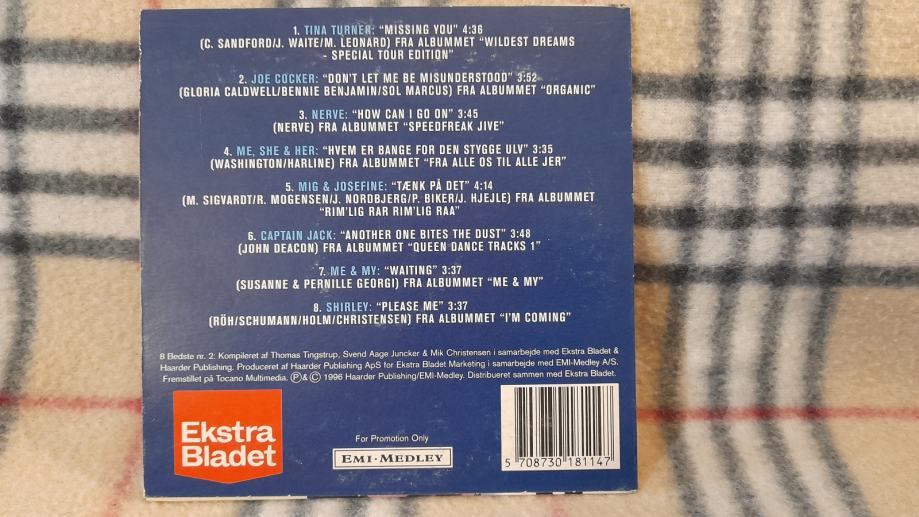 1. TINA TURNER: "MISSING YOU" 4:36
(C. SANDFORD/J. WAITE/M. LEONARD) FRA ALBUMMET "WILDEST DREAMS
- SPECIAL TOUR EDITION"
2. JOE COCKER: "DON'T LET ME BE MISUNDERSTOOD" 3:52
(GLORIA CALDWELL/BENNIE BENJAMIN/SOL MARCUS) FRA ALBUMMET "ORGANIC"
3. NERVE: "HOW CAN I GO ON" 3:45
(NERVE) FRA ALBUMMET "SPEEDFREAK JIVE"
4. ME, SHE & HER: "HVEM ER BANGE FOR DEN STYGGE ULV" 3:35
(WASHINGTON/HARLINE) FRA ALBUMMET "FRA ALLE OS TIL ALLE JER"
5. MIG & JOSEFINE: "TÆNK PÅ DET" 4:14
(M. SIGVARDT/R. MOGENSEN/J. NORDBJERG/P. BIKER/J. HJEJLE) FRA ALBUMMET
"RIM'LIG RAR RIM'LIG RAA"
6. CAPTAIN JACK: "ANOTHER ONE BITES THE DUST" 3:48
(JOHN DEACON) FRA ALBUMMET "QUEEN DANCE TRACKS 1"
7. ME & MY: "WAITING" 3:37
(SUSANNE & PERNILLE GEORGI) FRA ALBUMMET "ME & MY"
8. SHIRLEY: "PLEASE ME" 3:37
(RÖH/SCHUMANN/HOLM/CHRISTENSEN) FRA ALBUMMET "I'M COMING"
8 Bedste nr. 2: Kompileret af Thomas Tingstrup, Svend Aage Juncker & Mik Christensen i samarbejde med Ekstra Bladet &
Haarder Publishing. Produceret af Haarder Publishing ApS for Ekstra Bladet Marketing i samarbejde med EMI-Medley A/S.
Fremstillet på Tocano Multimedia. Ⓟ&© 1996 Haarder Publishing/EMI-Medley. Distribueret sammen med Ekstra Bladet.
Ekstra
Bladet
For Promotion Only
EMI·MEDLEY
5 708730 181147